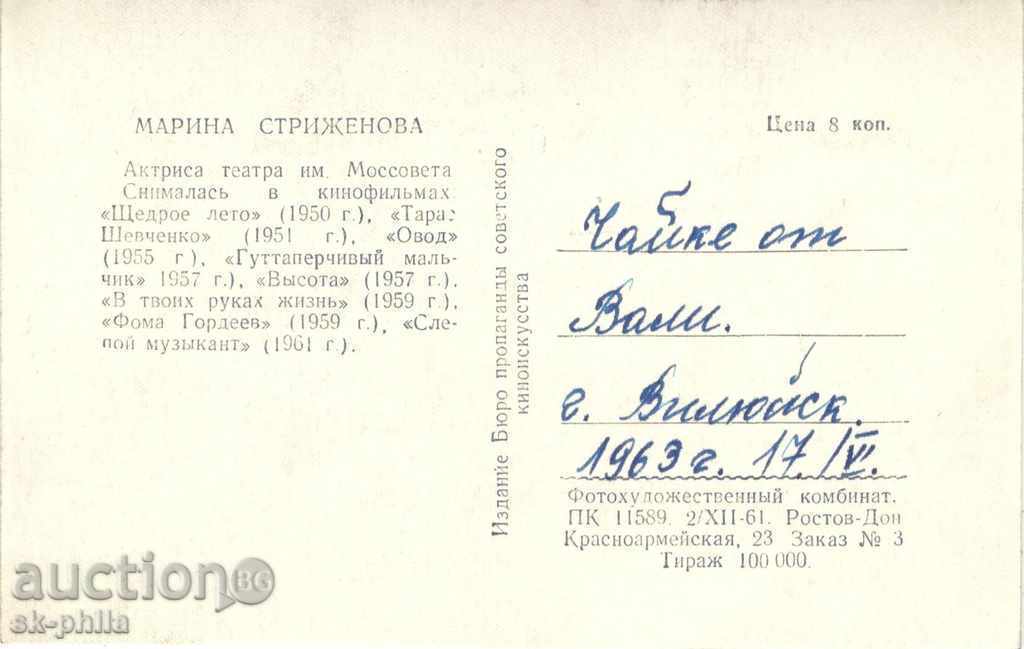 МАРИНА СТРИЖЕНОВА
Актриса театра им. Моссовета
Снималась в кинофильмах:
«Щедрое лето» (1950 г.), «Тарас
Шевченко» (1951 г.), «Овод»
(1955 г.), «Гуттаперчивый маль-
чик» 1957 г.), «Высота» (1957 г.),
«В твоих руках жизнь» (1959 г.),
«Фома Гордеев» (1959 г.), «Сле-
пой музыкант» (1961 г.).
Издание Бюро пропаганды советского
киноискусства
Цена 8 коп.
Чайке от
Вали.
г. Вилюйск.
1963 г. 17/VI.
Фотохудожественный комбинат.
ПК 11589. 2/XII-61. Ростов-Дон
Красноармейская, 23 Заказ № 3
Тираж 100 000.
auction BG
sk-phila